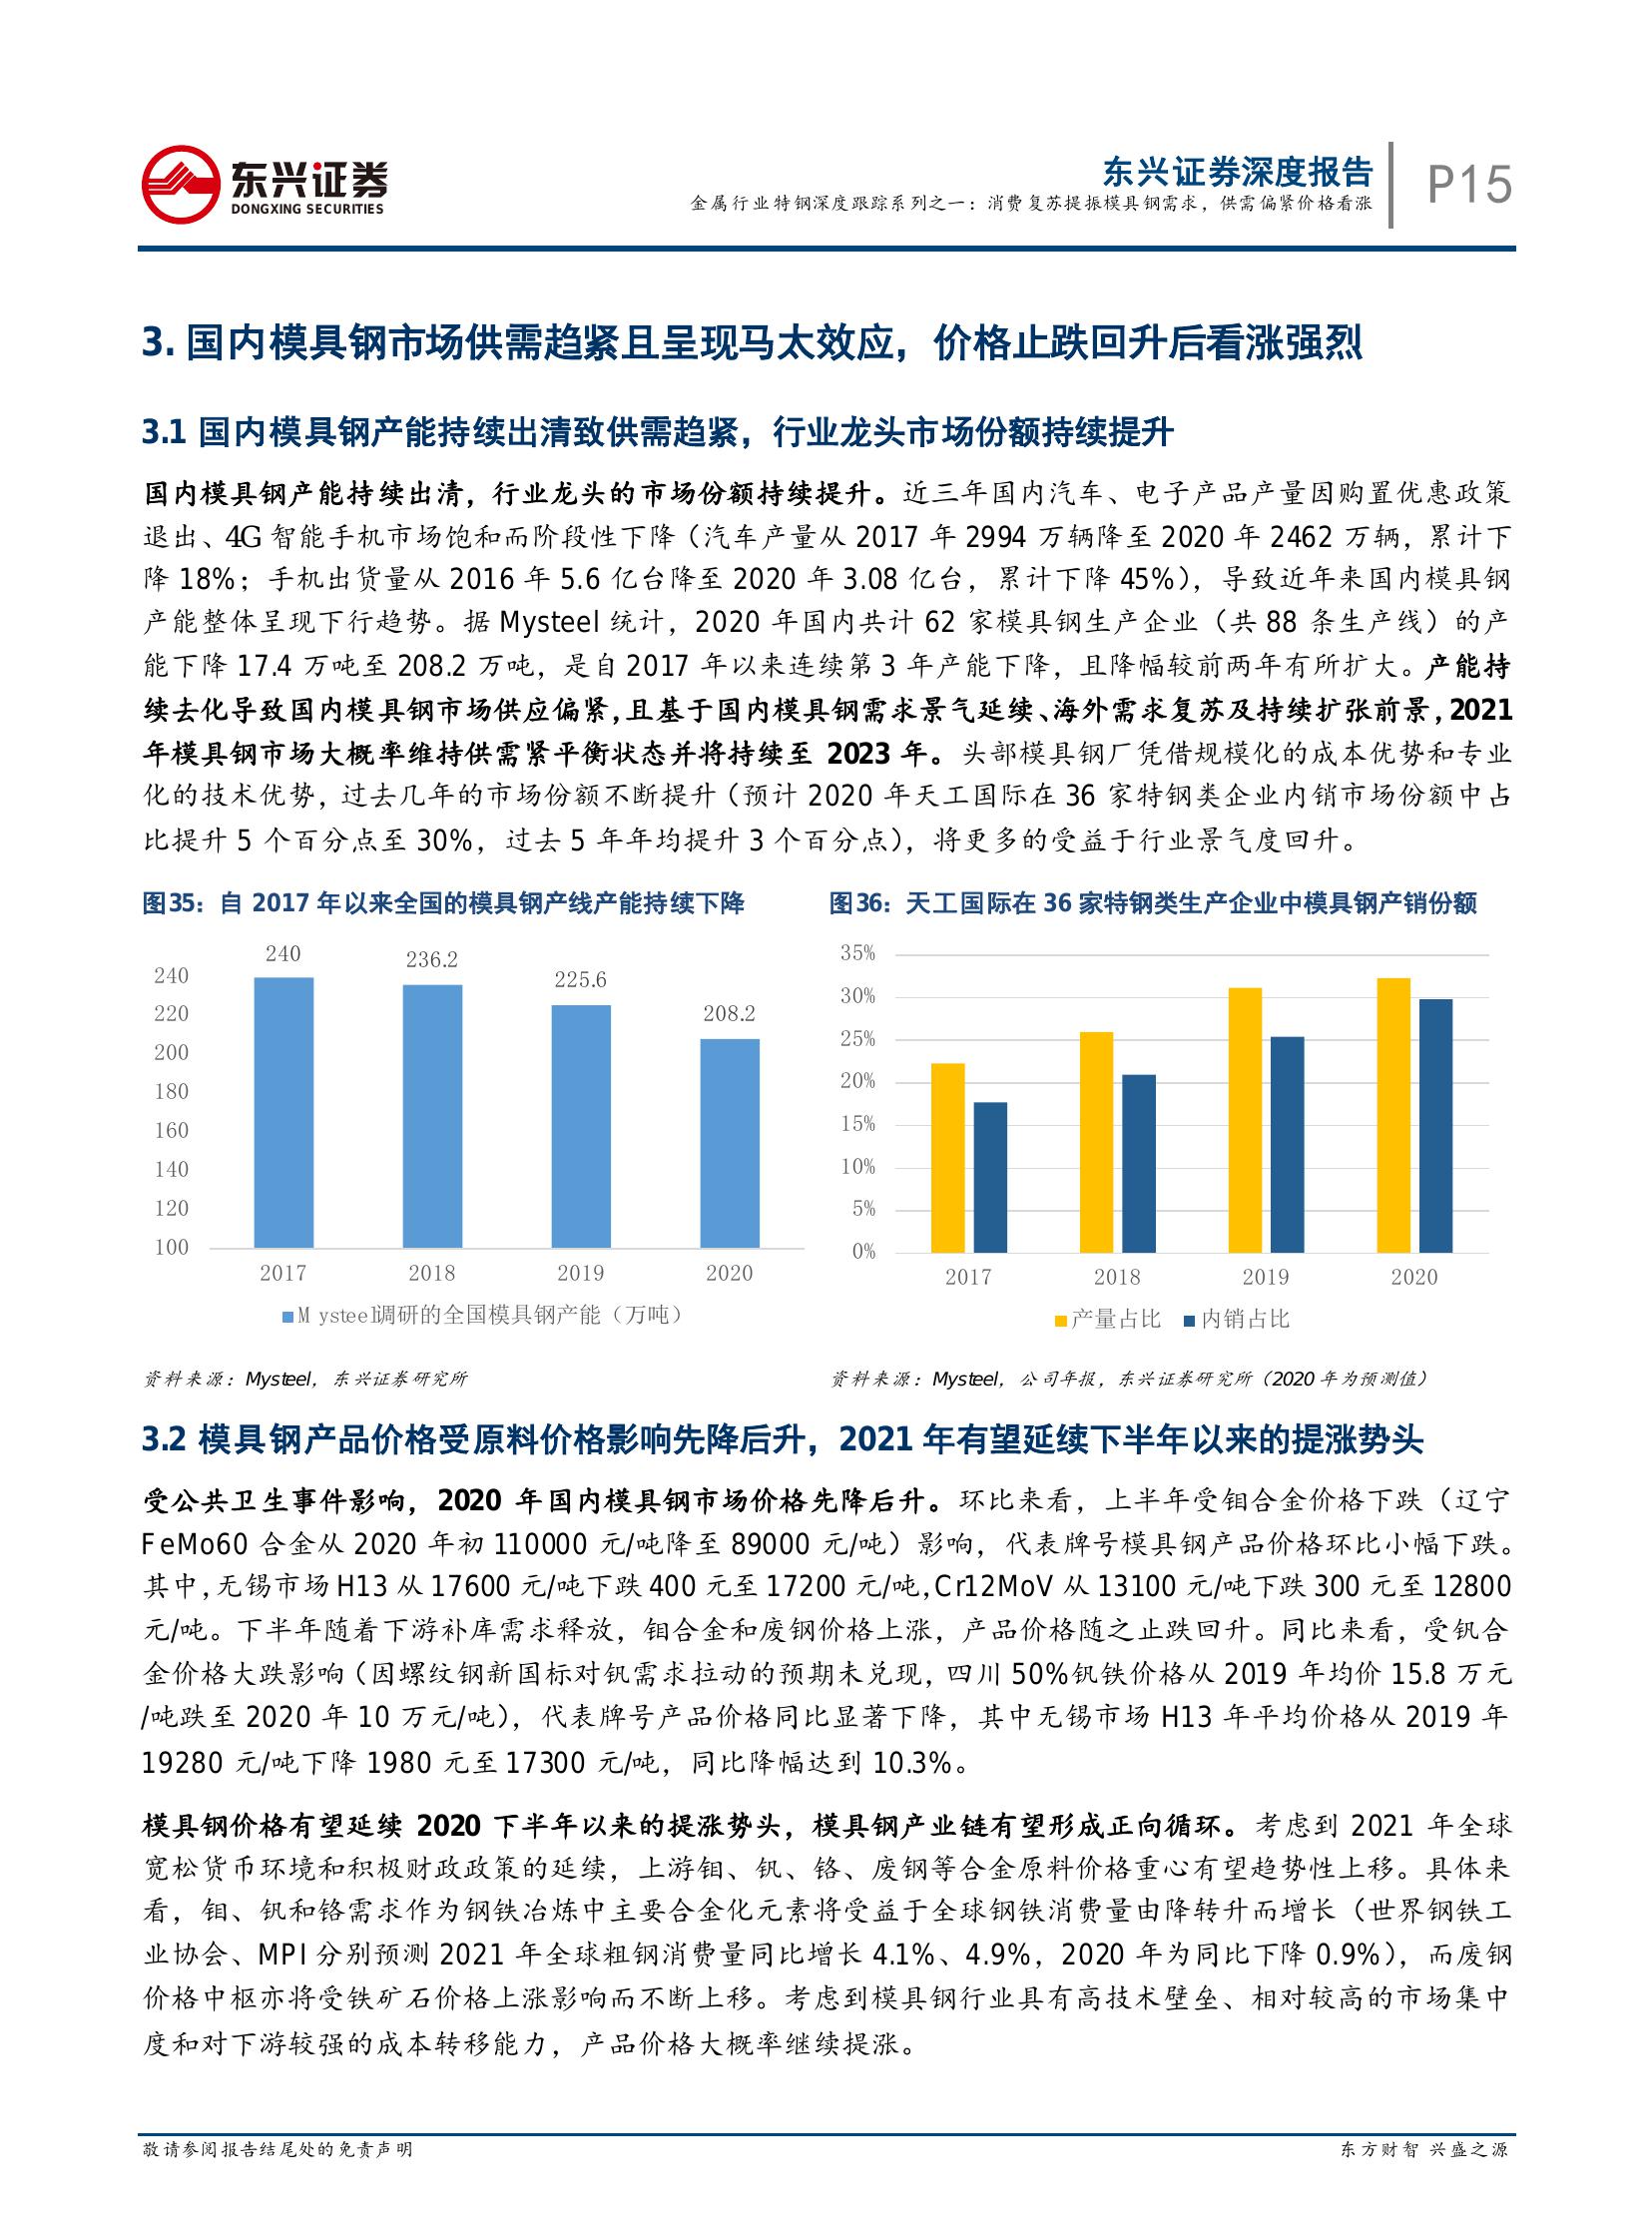 东兴证券
DONGXING SECURITIES
东兴证券深度报告
金属行业特钢深度跟踪系列之一：消费复苏提振模具钢需求，供需偏紧价格看涨
P15
3. 国内模具钢市场供需趋紧且呈现马太效应，价格止跌回升后看涨强烈
3.1 国内模具钢产能持续出清致供需趋紧，行业龙头市场份额持续提升
国内模具钢产能持续出清，行业龙头的市场份额持续提升。近三年国内汽车、电子产品产量因购置优惠政策
退出、4G 智能手机市场饱和而阶段性下降（汽车产量从 2017 年 2994 万辆降至 2020 年 2462 万辆，累计下
降 18%；手机出货量从 2016 年 5.6 亿台降至 2020 年 3.08 亿台，累计下降 45%），导致近年来国内模具钢
产能整体呈现下行趋势。据 Mysteel 统计，2020 年国内共计 62 家模具钢生产企业（共 88 条生产线）的产
能下降 17.4 万吨至 208.2 万吨，是自 2017 年以来连续第 3 年产能下降，且降幅较前两年有所扩大。产能持
续去化导致国内模具钢市场供应偏紧，且基于国内模具钢需求景气延续、海外需求复苏及持续扩张前景，2021
年模具钢市场大概率维持供需紧平衡状态并将持续至 2023 年。头部模具钢厂凭借规模化的成本优势和专业
化的技术优势，过去几年的市场份额不断提升（预计 2020 年天工国际在 36 家特钢类企业内销市场份额中占
比提升 5 个百分点至 30%，过去 5 年年均提升 3 个百分点），将更多的受益于行业景气度回升。
图35：自 2017 年以来全国的模具钢产线产能持续下降
240
236.2
225.6
208.2
240
220
200
180
160
140
120
100
2017 2018 2019 2020
Mysteel调研的全国模具钢产能（万吨）
资料来源：Mysteel，东兴证券研究所
图36：天工国际在 36 家特钢类生产企业中模具钢产销份额
35%
30%
25%
20%
15%
10%
5%
0%
2017 2018 2019 2020
产量占比 内销占比
资料来源：Mysteel，公司年报，东兴证券研究所（2020 年为预测值）
3.2 模具钢产品价格受原料价格影响先降后升，2021 年有望延续下半年以来的提涨势头
受公共卫生事件影响，2020 年国内模具钢市场价格先降后升。环比来看，上半年受钼合金价格下跌（辽宁
FeMo60 合金从 2020 年初 110000 元/吨降至 89000 元/吨）影响，代表牌号模具钢产品价格环比小幅下跌。
其中，无锡市场 H13 从 17600 元/吨下跌 400 元至 17200 元/吨，Cr12MoV 从 13100 元/吨下跌 300 元至 12800
元/吨。下半年随着下游补库需求释放，钼合金和废钢价格上涨，产品价格随之止跌回升。同比来看，受钒合
金价格大跌影响（因螺纹钢新国标对钒需求拉动的预期未兑现，四川 50%钒铁价格从 2019 年均价 15.8 万元
/吨跌至 2020 年 10 万元/吨），代表牌号产品价格同比显著下降，其中无锡市场 H13 年平均价格从 2019 年
19280 元/吨下降 1980 元至 17300 元/吨，同比降幅达到 10.3%。
模具钢价格有望延续 2020 下半年以来的提涨势头，模具钢产业链有望形成正向循环。考虑到 2021 年全球
宽松货币环境和积极财政政策的延续，上游钼、钒、铬、废钢等合金原料价格重心有望趋势性上移。具体来
看，钼、钒和铬需求作为钢铁冶炼中主要合金化元素将受益于全球钢铁消费量由降转升而增长（世界钢铁工
业协会、MPI 分别预测 2021 年全球粗钢消费量同比增长 4.1%、4.9%，2020 年为同比下降 0.9%），而废钢
价格中枢亦将受铁矿石价格上涨影响而不断上移。考虑到模具钢行业具有高技术壁垒、相对较高的市场集中
度和对下游较强的成本转移能力，产品价格大概率继续提涨。
敬请参阅报告结尾处的免责声明
东方财智 兴盛之源